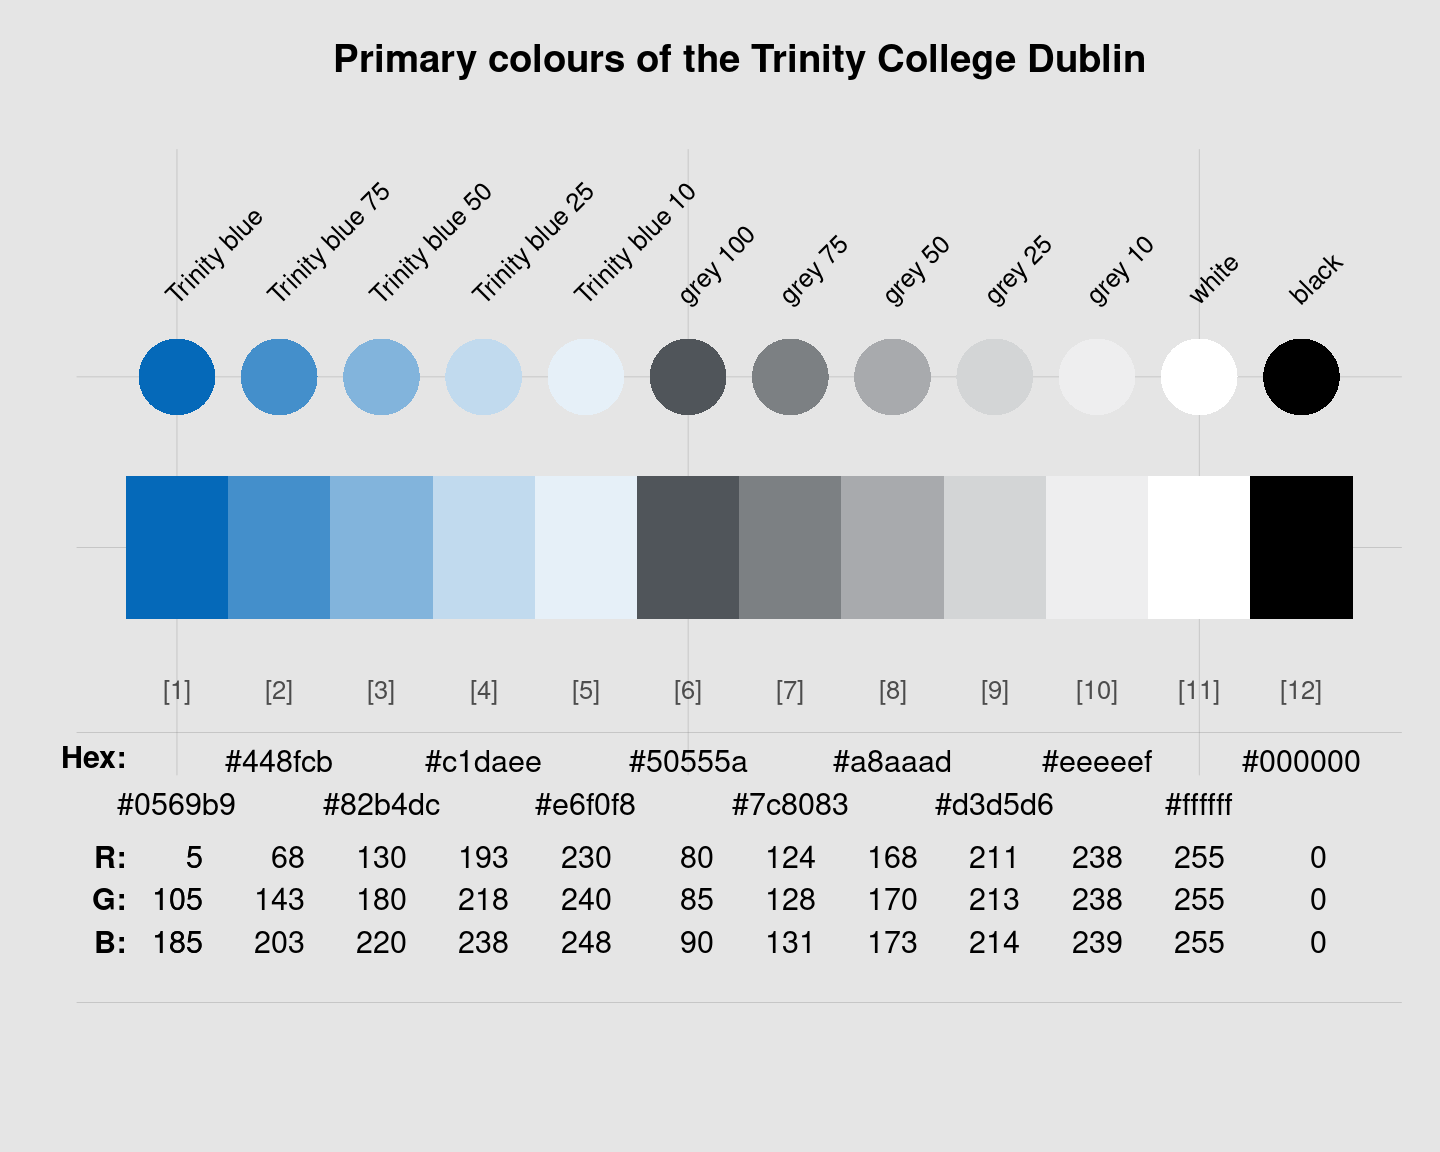 Primary colours of the Trinity College Dublin
Trinity blue
Trinity blue 75
Trinity blue 50
Trinity blue 25
Trinity blue 10
grey 100
grey 75
grey 50
grey 25
grey 10
white
black
[1] [2] [3] [4] [5] [6] [7] [8] [9] [10] [11] [12]
Hex: #448fcb #c1daee #50555a #a8aaad #eeeeef #000000
#0569b9 #82b4dc #e6f0f8 #7c8083 #d3d5d6 #ffffff
R: 5 68 130 193 230 80 124 168 211 238 255 0
G: 105 143 180 218 240 85 128 170 213 238 255 0
B: 185 203 220 238 248 90 131 173 214 239 255 0